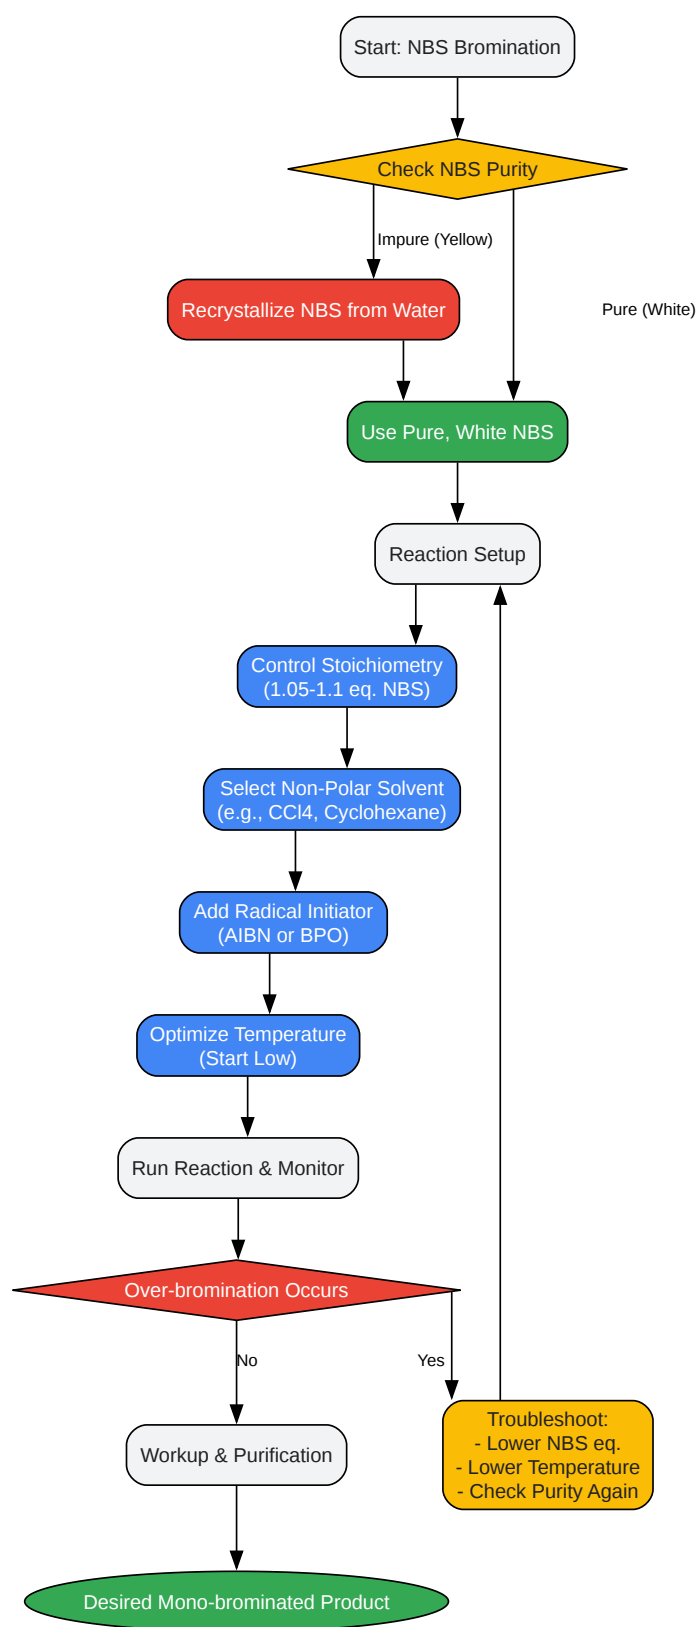 Start: NBS Bromination
Check NBS Purity
Impure (Yellow)
Recrystallize NBS from Water
Pure (White)
Use Pure, White NBS
Reaction Setup
Control Stoichiometry
(1.05-1.1 eq. NBS)
Select Non-Polar Solvent
(e.g., CCl4, Cyclohexane)
Add Radical Initiator
(AIBN or BPO)
Optimize Temperature
(Start Low)
Run Reaction & Monitor
Over-bromination Occurs
No
Yes
Troubleshoot:
- Lower NBS eq.
- Lower Temperature
- Check Purity Again
Workup & Purification
Desired Mono-brominated Product